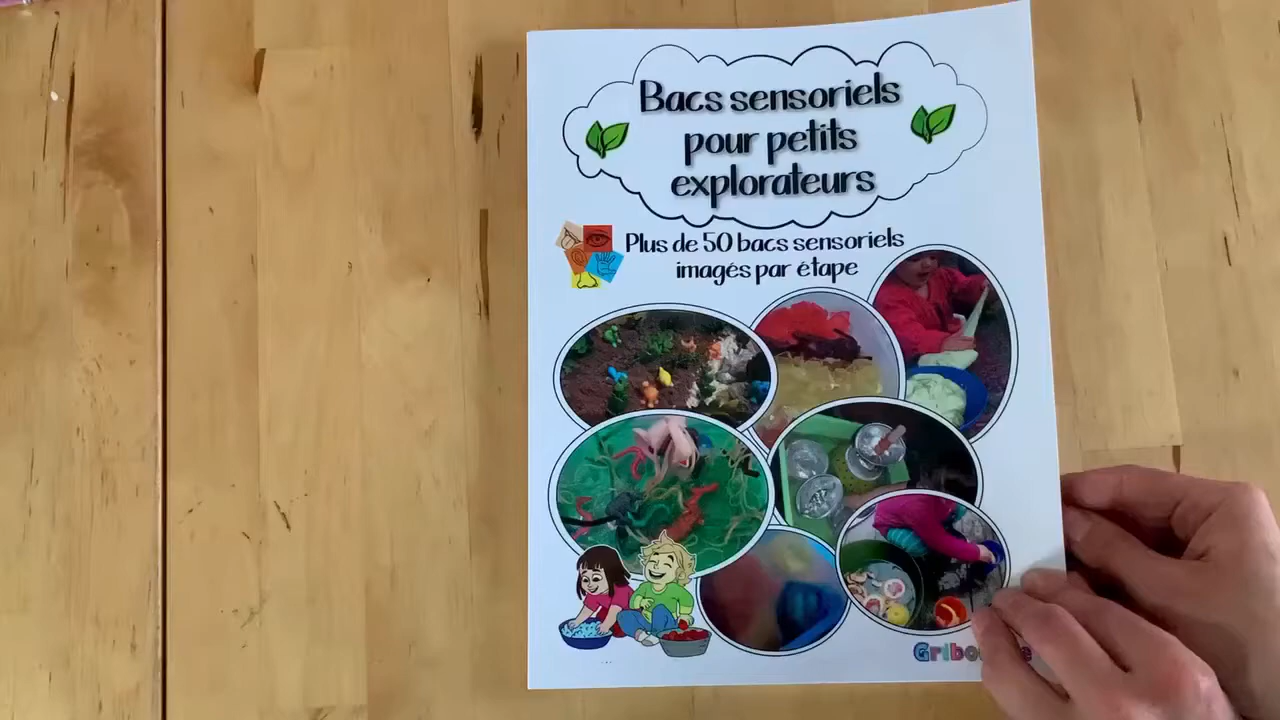 Bacs sensoriels
pour petits
explorateurs
Plus de 50 bacs sensoriels
imagés par étape